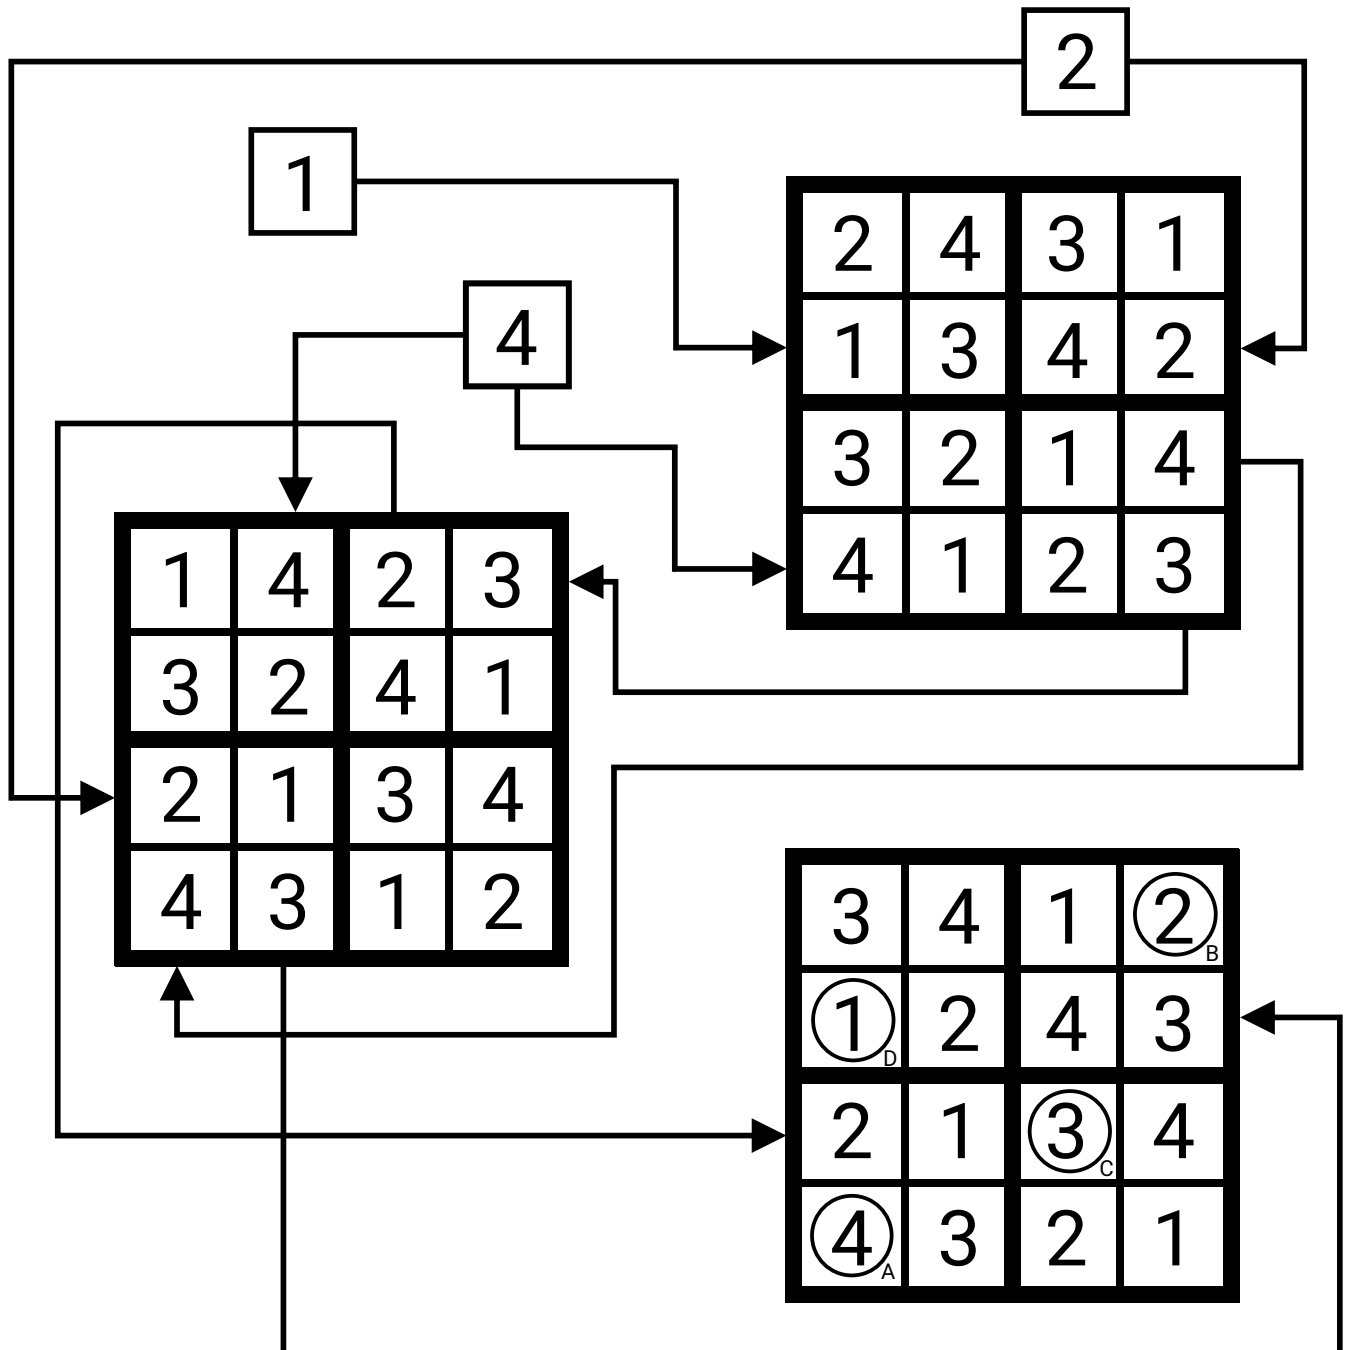 2
1
4
2 4 3 1
1 3 4 2
3 2 1 4
4 1 2 3
1 4 2 3
3 2 4 1
2 1 3 4
4 3 1 2
3 4 1 2 B
1 D 2 4 3
2 1 3 C 4
4 A 3 2 1